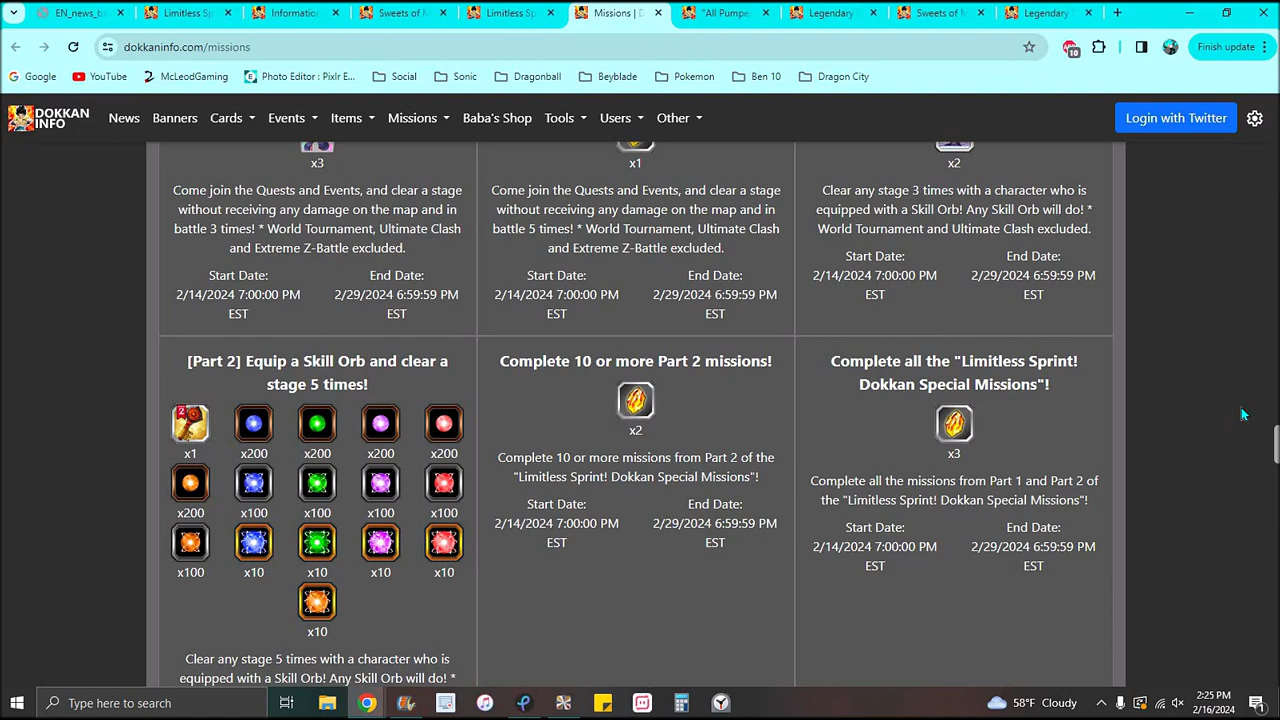 EN_news_ba
Limitless Sp
Information
Sweets of M
Limitless Sp
Missions | D
"All Pumpe
Legendary
Sweets of M
Legendary
dokkaninfo.com/missions
10
Finish update
Google
YouTube
McLeodGaming
Photo Editor : Pixlr E...
Social
Sonic
Dragonball
Beyblade
Pokemon
Ben 10
Dragon City
DOKKAN
INFO
News
Banners
Cards
Events
Items
Missions
Baba's Shop
Tools
Users
Other
Login with Twitter
x3
Come join the Quests and Events, and clear a stage
without receiving any damage on the map and in
battle 3 times! * World Tournament, Ultimate Clash
and Extreme Z-Battle excluded.
Start Date:
2/14/2024 7:00:00 PM
EST
End Date:
2/29/2024 6:59:59 PM
EST
x1
Come join the Quests and Events, and clear a stage
without receiving any damage on the map and in
battle 5 times! * World Tournament, Ultimate Clash
and Extreme Z-Battle excluded.
Start Date:
2/14/2024 7:00:00 PM
EST
End Date:
2/29/2024 6:59:59 PM
EST
x2
Clear any stage 3 times with a character who is
equipped with a Skill Orb! Any Skill Orb will do! *
World Tournament and Ultimate Clash excluded.
Start Date:
2/14/2024 7:00:00 PM
EST
End Date:
2/29/2024 6:59:59 PM
EST
[Part 2] Equip a Skill Orb and clear a
stage 5 times!
2
x1 x200 x200 x200 x200
x200 x100 x100 x100 x100
x100 x10 x10 x10 x10
x10
Clear any stage 5 times with a character who is
equipped with a Skill Orb! Any Skill Orb will do! *
Complete 10 or more Part 2 missions!
x2
Complete 10 or more missions from Part 2 of the
"Limitless Sprint! Dokkan Special Missions"!
Start Date:
2/14/2024 7:00:00 PM
EST
End Date:
2/29/2024 6:59:59 PM
EST
Complete all the "Limitless Sprint!
Dokkan Special Missions"!
x3
Complete all the missions from Part 1 and Part 2 of
the "Limitless Sprint! Dokkan Special Missions"!
Start Date:
2/14/2024 7:00:00 PM
EST
End Date:
2/29/2024 6:59:59 PM
EST
Type here to search
58°F Cloudy
2:25 PM
2/16/2024
1